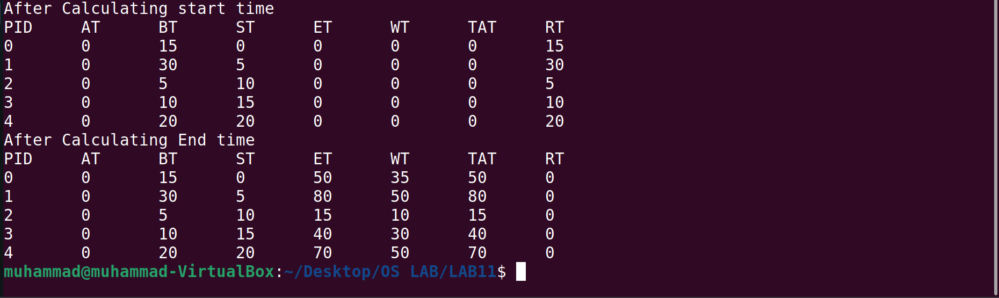 After Calculating start time
PID AT BT ST ET WT TAT RT
0 0 15 0 0 0 0 15
1 0 30 5 0 0 0 30
2 0 5 10 0 0 0 5
3 0 10 15 0 0 0 10
4 0 20 20 0 0 0 20
After Calculating End time
PID AT BT ST ET WT TAT RT
0 0 15 0 50 35 50 0
1 0 30 5 80 50 80 0
2 0 5 10 15 10 15 0
3 0 10 15 40 30 40 0
4 0 20 20 70 50 70 0
muhammad@muhammad-VirtualBox:~/Desktop/OS LAB/LAB11$